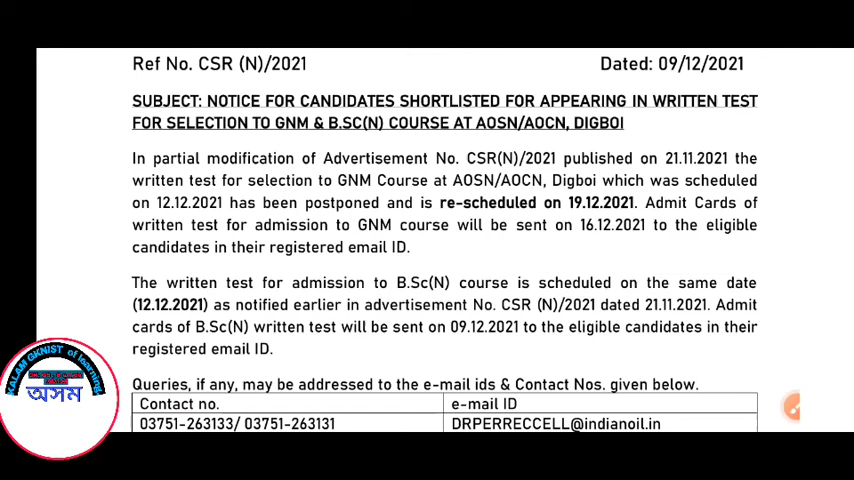 Ref No. CSR (N)/2021 Dated: 09/12/2021
SUBJECT: NOTICE FOR CANDIDATES SHORTLISTED FOR APPEARING IN WRITTEN TEST
FOR SELECTION TO GNM & B.SC(N) COURSE AT AOSN/AOCN, DIGBOI
In partial modification of Advertisement No. CSR(N)/2021 published on 21.11.2021 the
written test for selection to GNM Course at AOSN/AOCN, Digboi which was scheduled
on 12.12.2021 has been postponed and is re-scheduled on 19.12.2021. Admit Cards of
written test for admission to GNM course will be sent on 16.12.2021 to the eligible
candidates in their registered email ID.
The written test for admission to B.Sc(N) course is scheduled on the same date
(12.12.2021) as notified earlier in advertisement No. CSR (N)/2021 dated 21.11.2021. Admit
cards of B.Sc(N) written test will be sent on 09.12.2021 to the eligible candidates in their
registered email ID.
Queries, if any, may be addressed to the e-mail ids & Contact Nos. given below.
Contact no. e-mail ID
03751-263133/ 03751-263131 DRPERRECCELL@indianoil.in
KALAM GKNIST of learnings
অসম